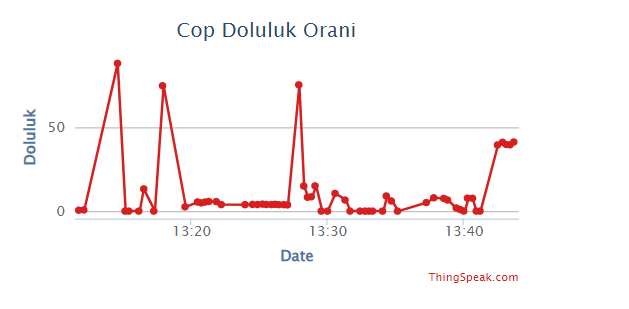 Cop Doluluk Orani
Doluluk
50
0
13:20
13:30
13:40
Date
ThingSpeak.com